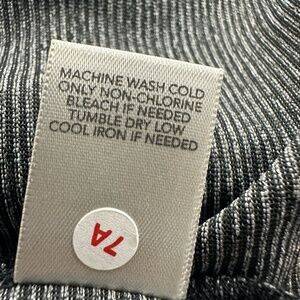 MACHINE WASH COLD
ONLY NON-CHLORINE
BLEACH IF NEEDED
TUMBLE DRY LOW
COOL IRON IF NEEDED
7A